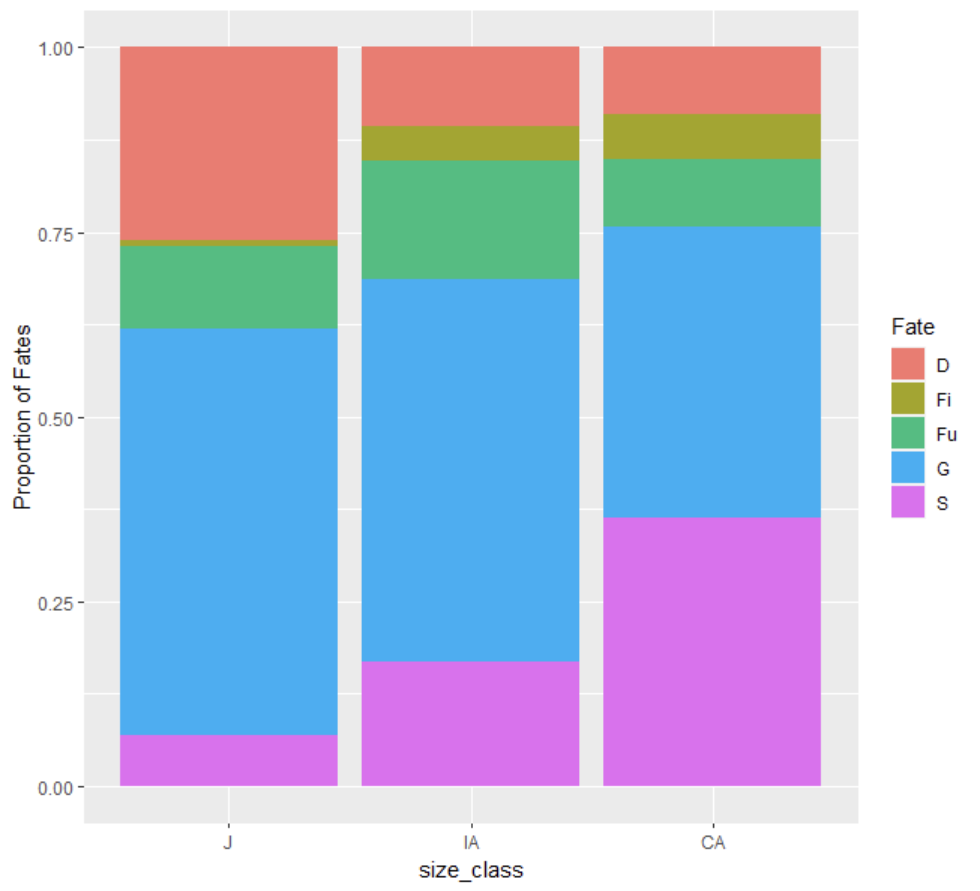 1.00
0.75
0.50
0.25
0.00
Proportion of Fates
J
IA
CA
size_class
Fate
D
Fi
Fu
G
S